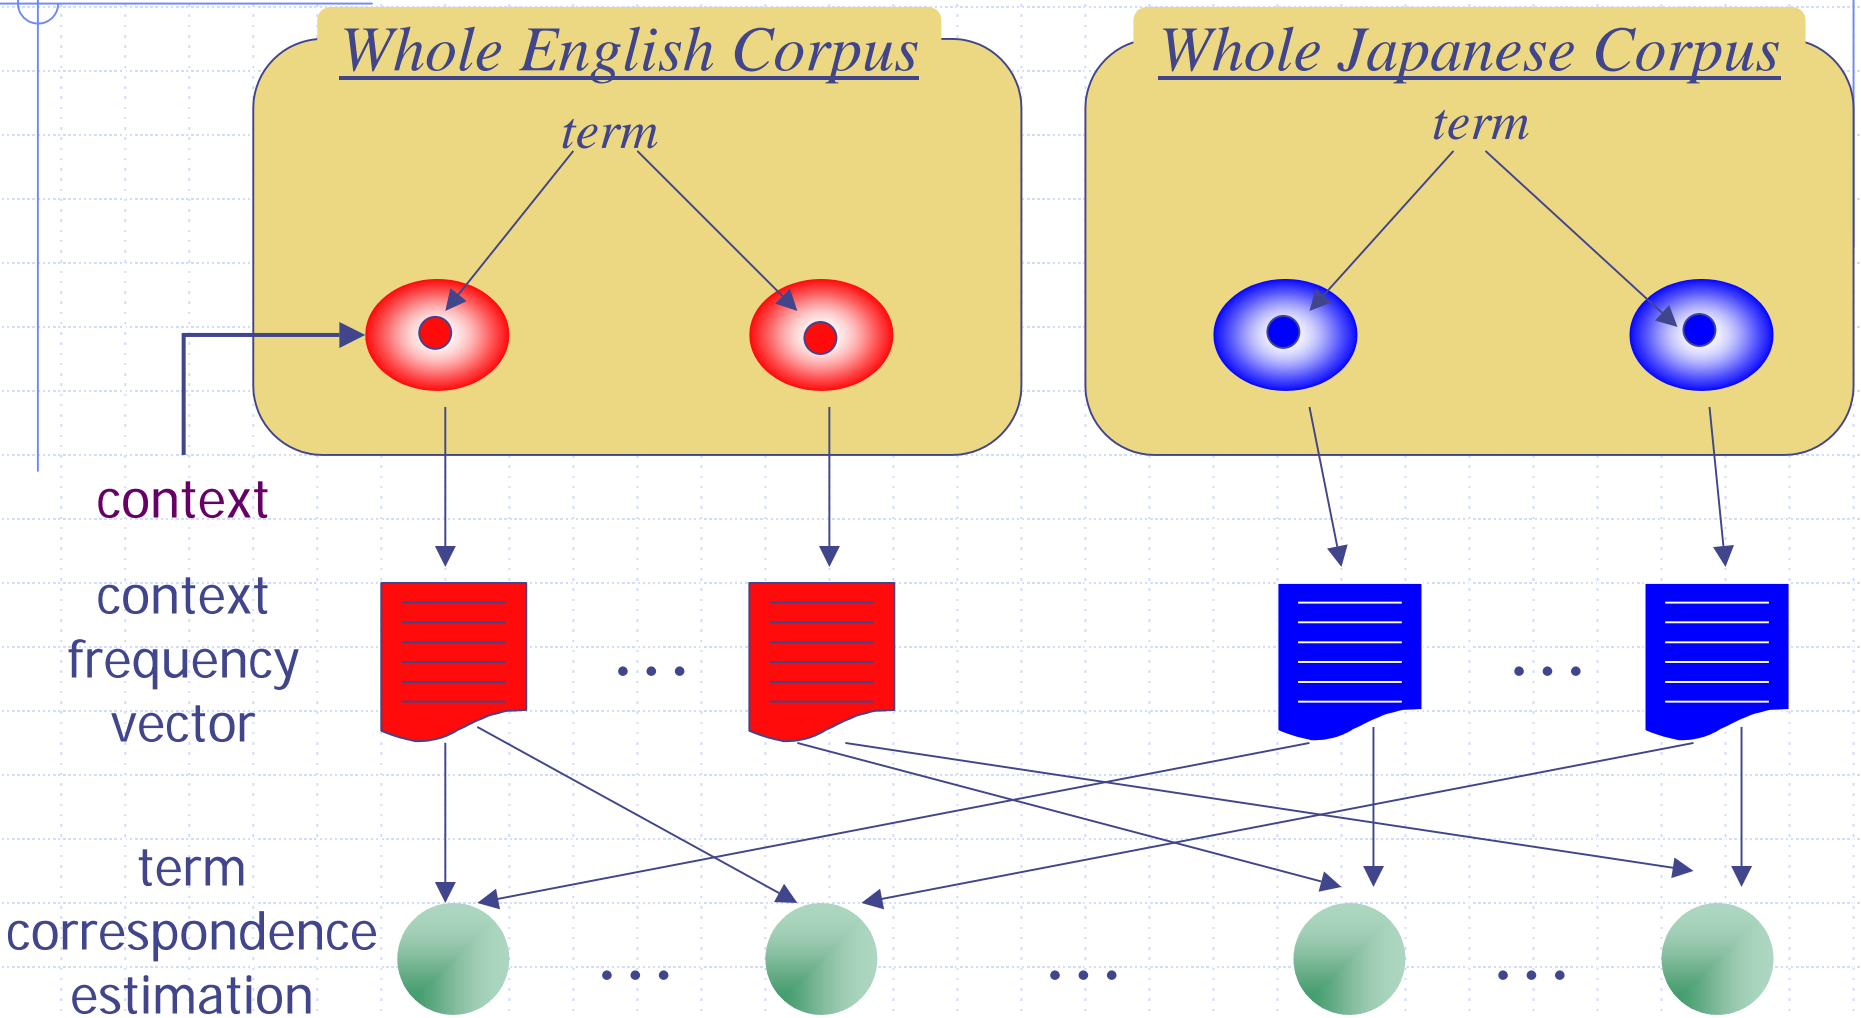 Whole English Corpus
Whole Japanese Corpus
term
term
context
context
frequency
vector
...
...
term
correspondence
estimation
...
...
...